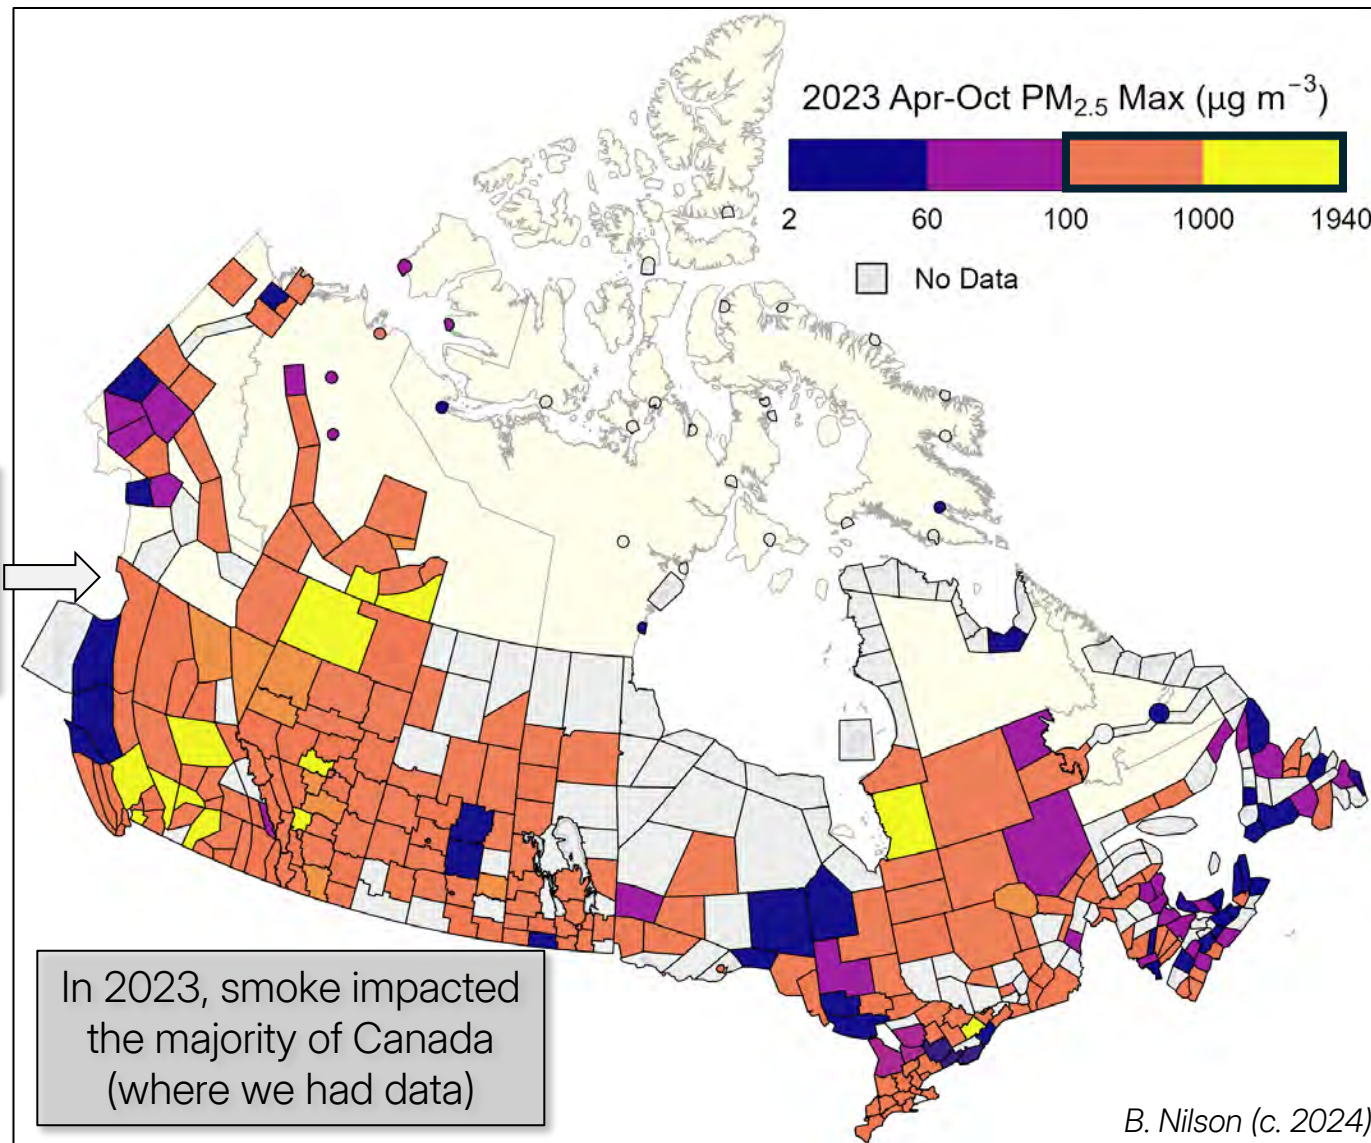 2023 Apr-Oct PM2.5 Max (µg m⁻³)
2 60 100 1000 1940
No Data
In 2023, smoke impacted
the majority of Canada
(where we had data)
B. Nilson (c. 2024)